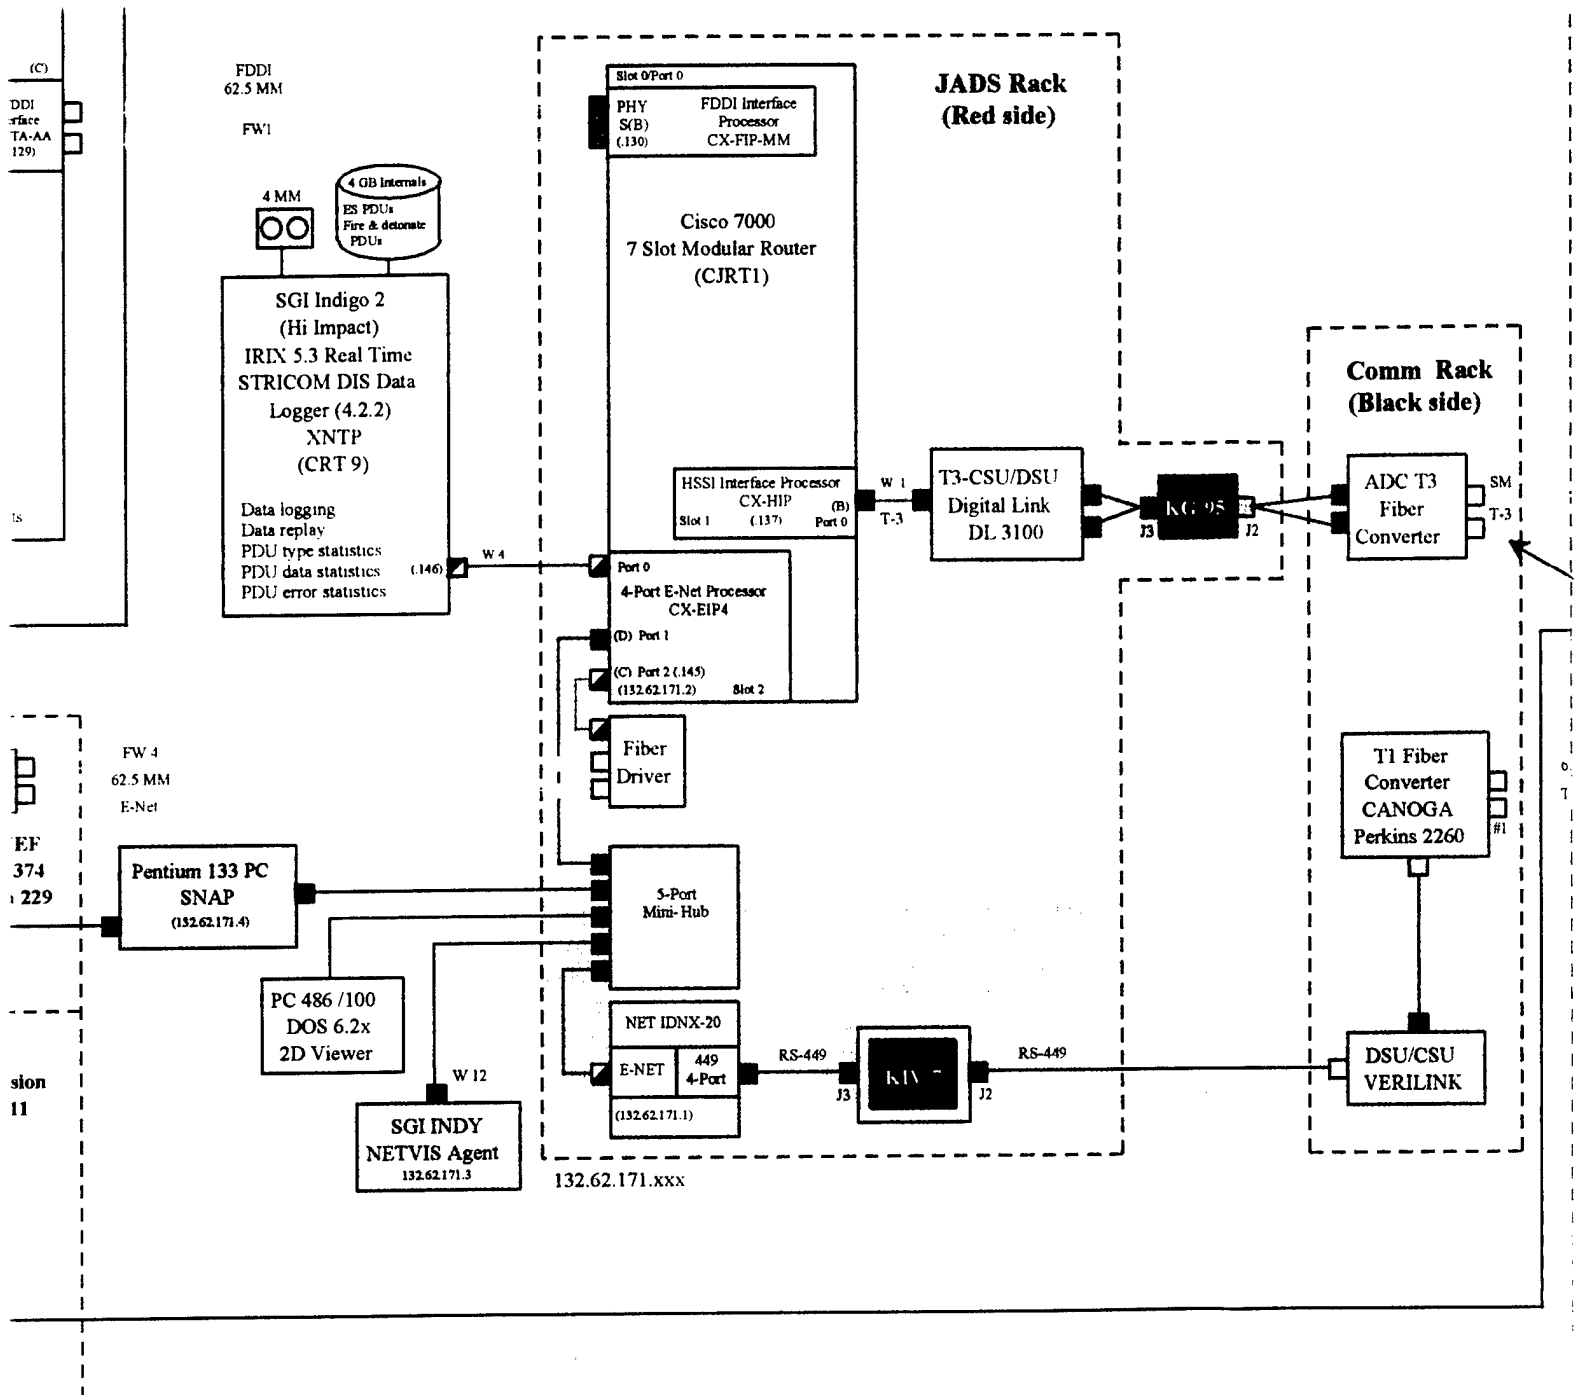 (C)
TA-AA
129)
FDDI
62.5 MM
FW1
4 MM
4 GB Internals
ES PDUs
Fire & detonate
PDUs
SGI Indigo 2
(Hi Impact)
IRIX 5.3 Real Time
STRICOM DIS Data
Logger (4.2.2)
XNTP
(CRT 9)
Data logging
Data replay
PDU type statistics
PDU data statistics
(.146)
PDU error statistics
W 4
Slot 0/Port 0
PHY
S(B)
(.130)
FDDI Interface
Processor
CX-FIP-MM
Cisco 7000
7 Slot Modular Router
(CJRT1)
HSSI Interface Processor
CX-HIP
(B)
Slot 1
(.137)
Port 0
Port 0
4-Port E-Net Processor
CX-EIP4
(D) Port 1
(C) Port 2 (.145)
(132.62.171.2)
Slot 2
JADS Rack
(Red side)
W 1
T-3
T3-CSU/DSU
Digital Link
DL 3100
J3
KG 95
J2
Comm Rack
(Black side)
ADC T3
Fiber
Converter
SM
T-3
Fiber
Driver
T1 Fiber
Converter
CANOGA
Perkins 2260
#1
FW 4
62.5 MM
E-Net
EF
374
229
Pentium 133 PC
SNAP
(132.62.171.4)
5-Port
Mini-Hub
PC 486 /100
DOS 6.2x
2D Viewer
sion
11
W 12
SGI INDY
NETVIS Agent
132.62.171.3
NET IDNX-20
E-NET
449
4-Port
(132.62.171.1)
RS-449
J3
KIV 7
J2
RS-449
DSU/CSU
VERILINK
132.62.171.xxx